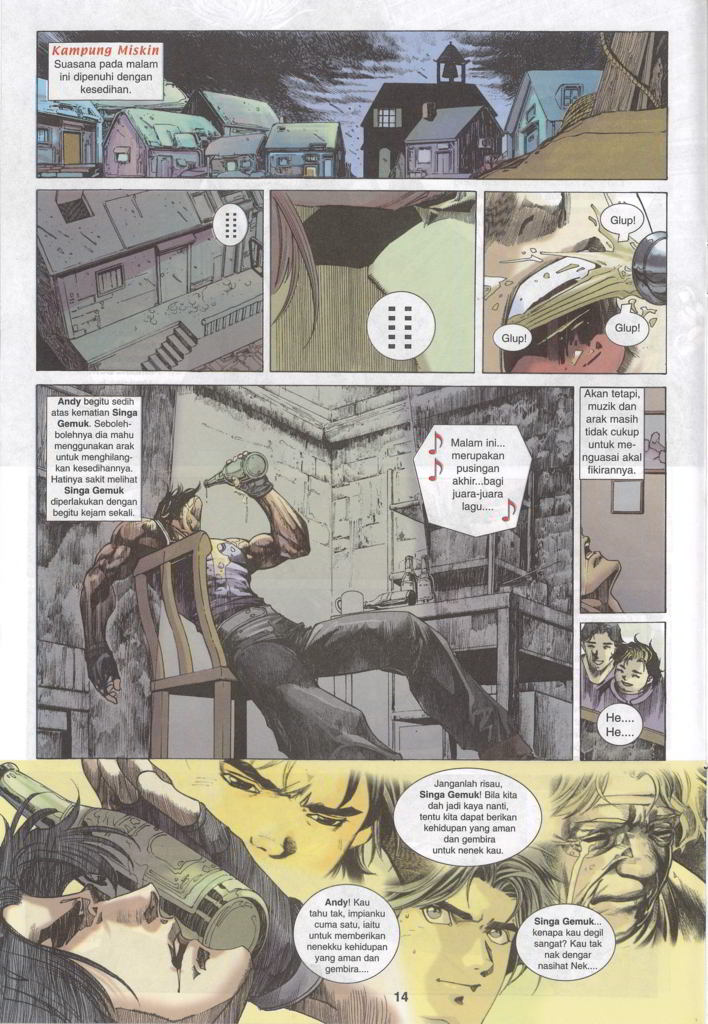 Kampung Miskin
Suasana pada malam
ini dipenuhi dengan
kesedihan.
Glup!
Glup!
Glup!
Andy begitu sedih
atas kematian Singa
Gemuk. Seboleh-
bolehnya dia mahu
menggunakan arak
untuk menghilang-
kan kesedihannya.
Hatinya sakit melihat
Singa Gemuk
diperlakukan dengan
begitu kejam sekali.
Malam ini...
merupakan
pusingan
akhir...bagi
juara-juara
lagu....
Akan tetapi,
muzik dan
arak masih
tidak cukup
untuk me-
nguasai akal
fikirannya.
He....
He....
Janganlah risau,
Singa Gemuk! Bila kita
dah jadi kaya nanti,
tentu kita dapat berikan
kehidupan yang aman
dan gembira
untuk nenek kau.
Andy! Kau
tahu tak, impianku
cuma satu, iaitu
untuk memberikan
nenekku kehidupan
yang aman dan
gembira....
Singa Gemuk...
kenapa kau degil
sangat? Kau tak
nak dengar
nasihat Nek....
14